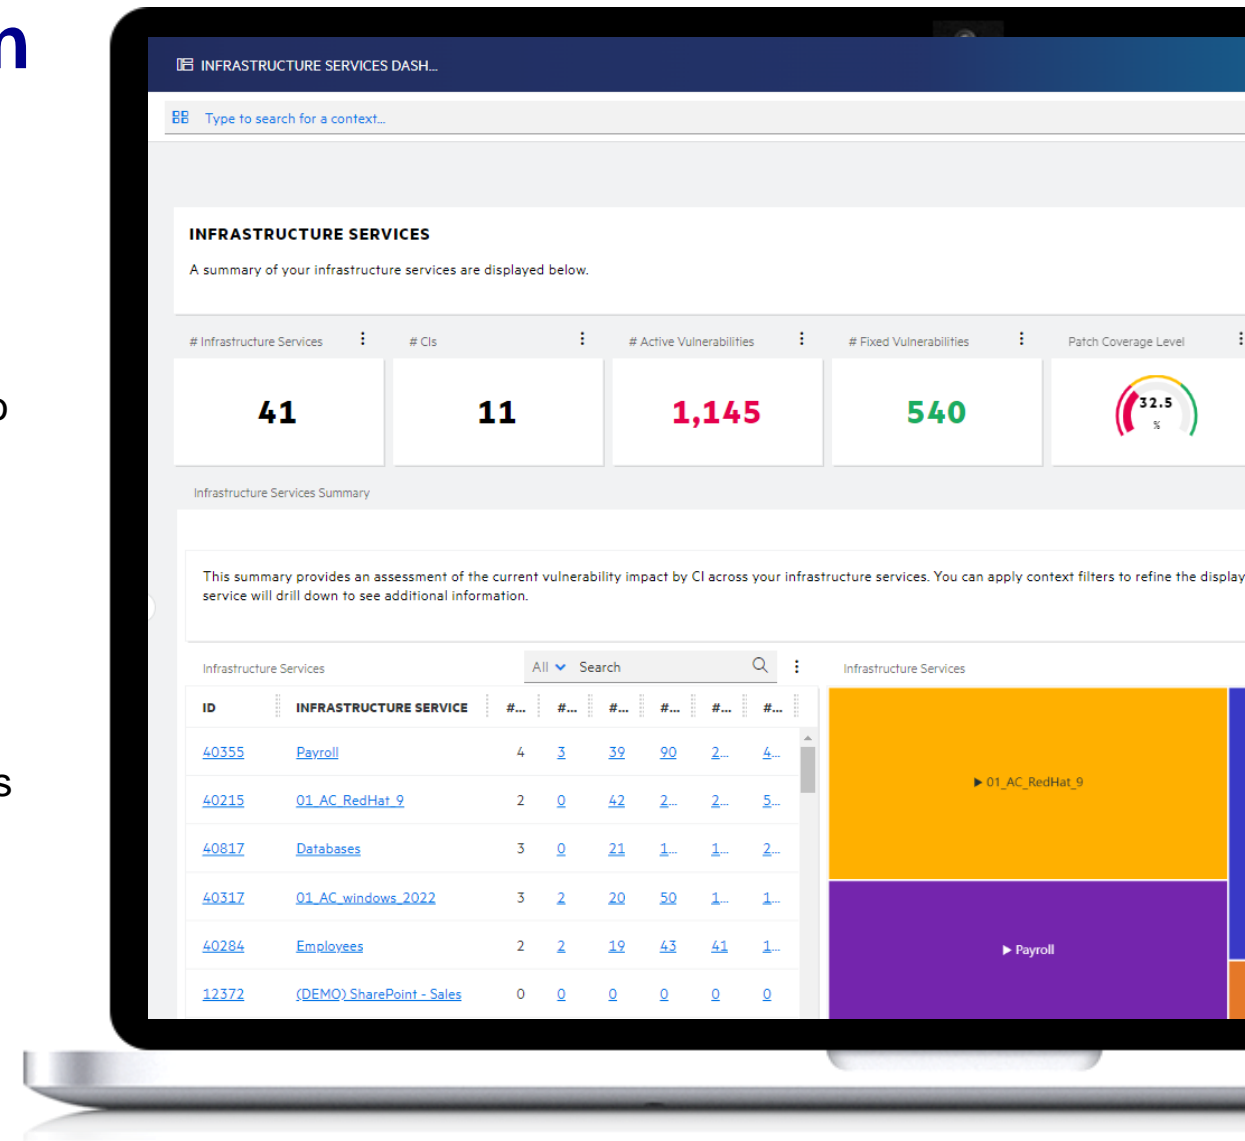 INFRASTRUCTURE SERVICES DASH...
Type to search for a context...
INFRASTRUCTURE SERVICES
A summary of your infrastructure services are displayed below.
# Infrastructure Services # CIs # Active Vulnerabilities # Fixed Vulnerabilities Patch Coverage Level
41 11 1,145 540 32.5
%
Infrastructure Services Summary
This summary provides an assessment of the current vulnerability impact by CI across your infrastructure services. You can apply context filters to refine the display
service will drill down to see additional information.
Infrastructure Services All Search Infrastructure Services
ID INFRASTRUCTURE SERVICE #... #... #... #... #... #...
40355 Payroll 4 3 39 90 2... 4...
40215 01_AC_RedHat_9 2 0 42 2... 2... 5...
01_AC_RedHat_9
40817 Databases 3 0 21 1... 1... 2...
40317 01_AC_windows_2022 3 2 20 50 1... 1...
40284 Employees 2 2 19 43 41 1...
Payroll
12372 (DEMO) SharePoint - Sales 0 0 0 0 0 0